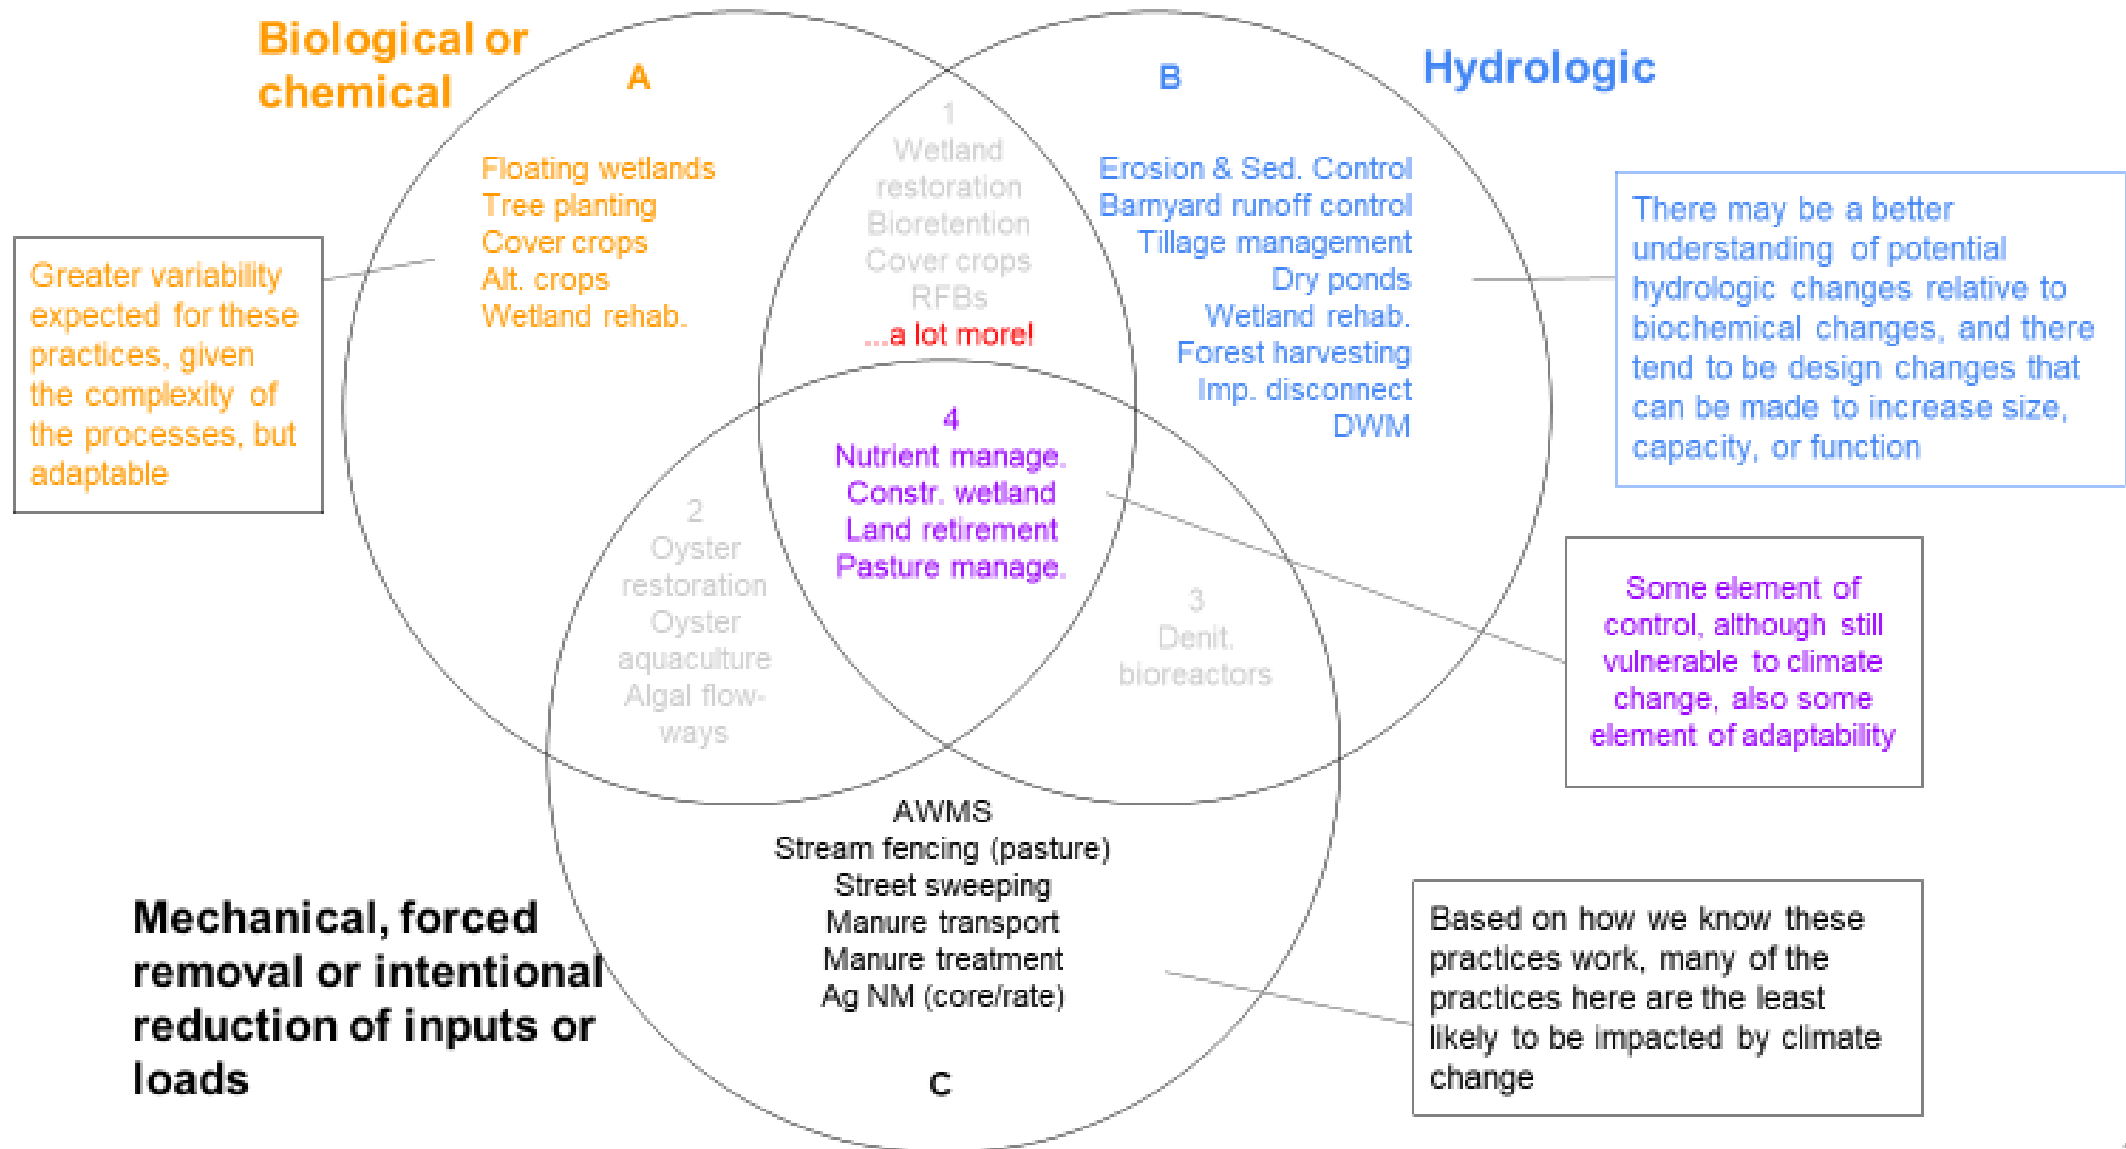 Biological or
chemical
A
B
Hydrologic
Floating wetlands
Tree planting
Cover crops
Alt. crops
Wetland rehab.
1
Wetland
restoration
Bioretention
Cover crops
RFBs
...a lot more!
Erosion & Sed. Control
Barnyard runoff control
Tillage management
Dry ponds
Wetland rehab.
Forest harvesting
Imp. disconnect
DWM
Greater variability
expected for these
practices, given
the complexity of
the processes, but
adaptable
There may be a better
understanding of potential
hydrologic changes relative to
biochemical changes, and there
tend to be design changes that
can be made to increase size,
capacity, or function
4
Nutrient manage.
Constr. wetland
Land retirement
Pasture manage.
2
Oyster
restoration
Oyster
aquaculture
Algal flow-
ways
3
Denit.
bioreactors
Some element of
control, although still
vulnerable to climate
change, also some
element of adaptability
AWMS
Stream fencing (pasture)
Street sweeping
Manure transport
Manure treatment
Ag NM (core/rate)
C
Mechanical, forced
removal or intentional
reduction of inputs or
loads
Based on how we know these
practices work, many of the
practices here are the least
likely to be impacted by climate
change